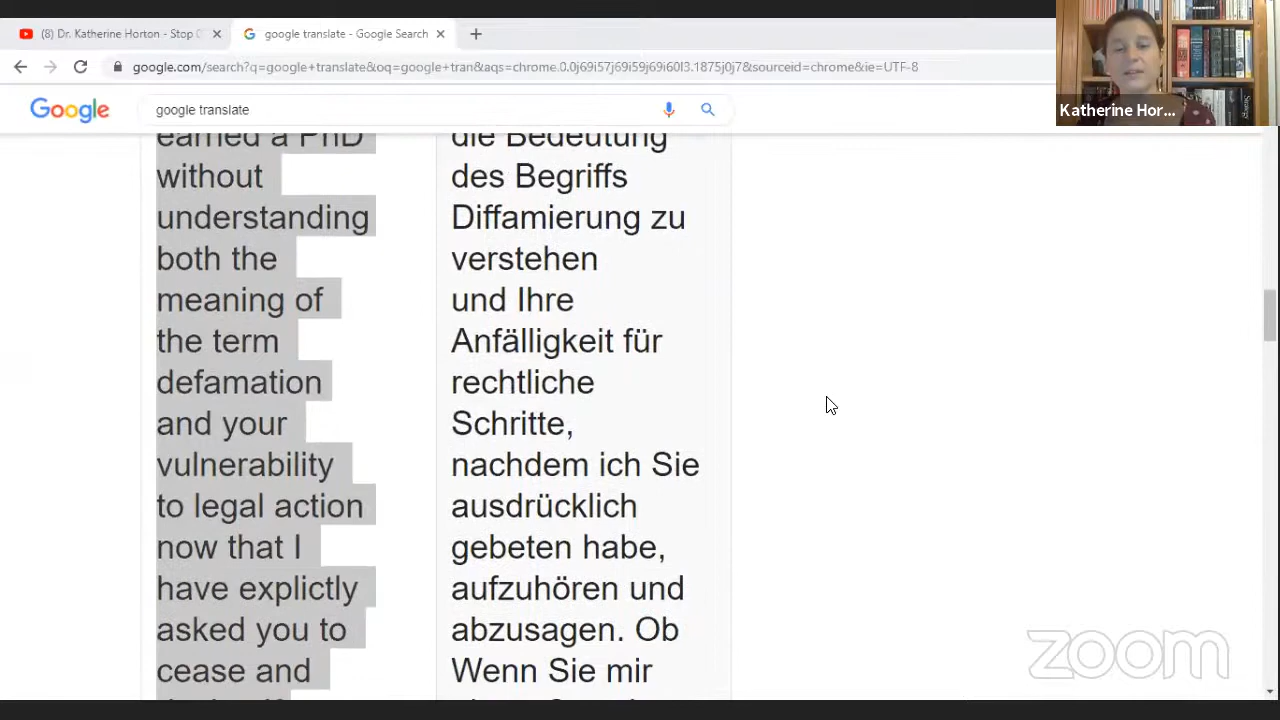 (8) Dr. Katherine Horton - Stop
google translate - Google Search
google.com/search?q=google+translate&oq=google+tran&aqs=chrome.0.0j69i57j69i59j69i60l3.1875j0j7&sourceid=chrome&ie=UTF-8
Katherine Hor...
Google
google translate
earned a PhD
without
understanding
both the
meaning of
the term
defamation
and your
vulnerability
to legal action
now that I
have explictly
asked you to
cease and
die Bedeutung
des Begriffs
Diffamierung zu
verstehen
und Ihre
Anfälligkeit für
rechtliche
Schritte,
nachdem ich Sie
ausdrücklich
gebeten habe,
aufzuhören und
abzusagen. Ob
Wenn Sie mir
zoom